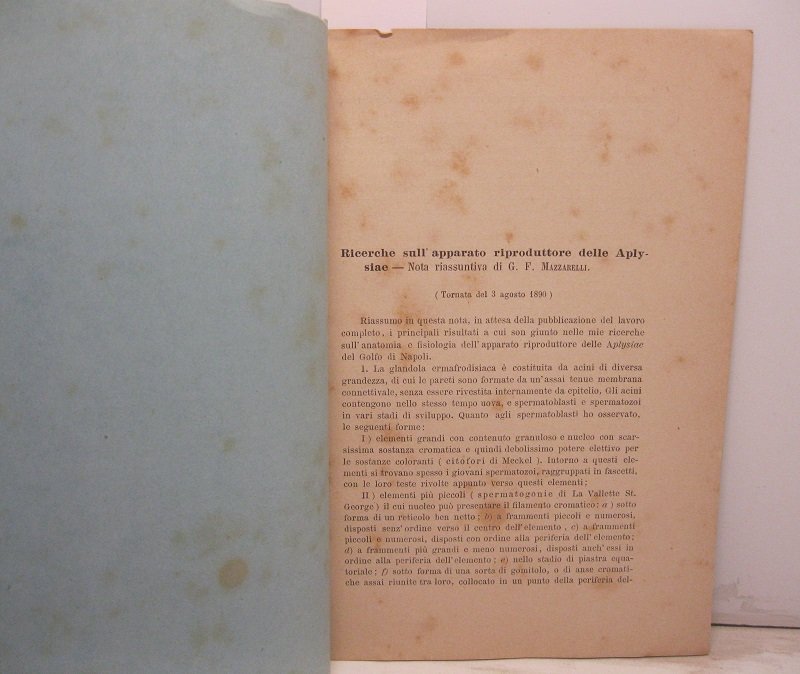 Ricerche sull'apparato riproduttore delle Aply-
siae — Nota riassuntiva di G. F. MAZZARELLI.
(Tornata del 3 agosto 1890)
Riassumo in questa nota, in attesa della pubblicazione del lavoro
completo, i principali risultati a cui son giunto nelle mie ricerche
sull'anatomia e fisiologia dell'apparato riproduttore delle Aplysiae
del Golfo di Napoli.
1. La glandola ermafrodisiaca è costituita da acini di diversa
grandezza, di cui le pareti sono formate da un'assai tenue membrana
connettivale, senza essere rivestita internamente da epitelio. Gli acini
contengono nello stesso tempo uova, e spermatoblasti e spermatozoi
in vari stadi di sviluppo. Quanto agli spermatoblasti ho osservato,
le seguenti forme:
I) elementi grandi con contenuto granuloso e nucleo con scar-
sissima sostanza cromatica e quindi debolissimo potere elettivo per
le sostanze coloranti (citofori di Meckel). Intorno a questi ele-
menti si trovano spesso i giovani spermatozoi, raggruppati in fascetti,
con le loro teste rivolte appunto verso questi elementi;
II) elementi più piccoli (spermatogonie di La Vallette St.
George) il cui nucleo può presentare il filamento cromatico: a) sotto
forma di un reticolo ben netto; b) a frammenti piccoli e numerosi,
disposti senz'ordine verso il centro dell'elemento, c) a frammenti
piccoli e numerosi, disposti con ordine alla periferia dell'elemento;
d) a frammenti più grandi e meno numerosi, disposti anch'essi in
ordine alla periferia dell'elemento; e) nello stadio di piastra equa-
toriale; f) sotto forma di una sorta di gomitolo, o di anse cromati-
che assai riunite tra loro, collocato in un punto della periferia del-